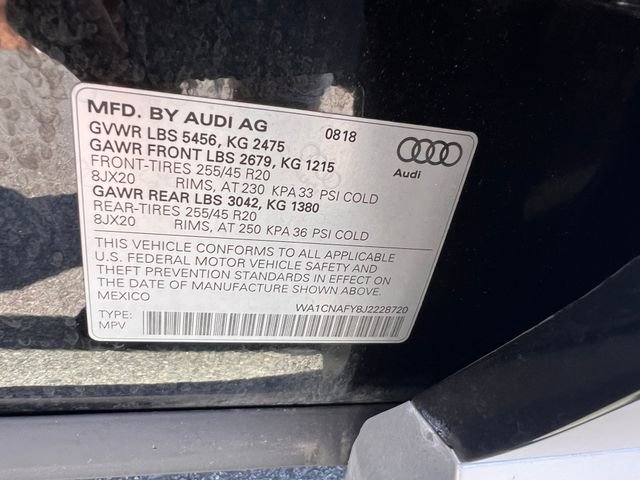 MFD. BY AUDI AG 0818
GVWR LBS 5456, KG 2475
GAWR FRONT LBS 2679, KG 1215
FRONT-TIRES 255/45 R20
8JX20 RIMS, AT 230 KPA 33 PSI COLD
GAWR REAR LBS 3042, KG 1380
REAR-TIRES 255/45 R20
8JX20 RIMS, AT 250 KPA 36 PSI COLD
Audi
THIS VEHICLE CONFORMS TO ALL APPLICABLE
U.S. FEDERAL MOTOR VEHICLE SAFETY AND
THEFT PREVENTION STANDARDS IN EFFECT ON
THE DATE OF MANUFACTURE SHOWN ABOVE.
MEXICO
WA1CNAFY8J2228720
TYPE:
MPV